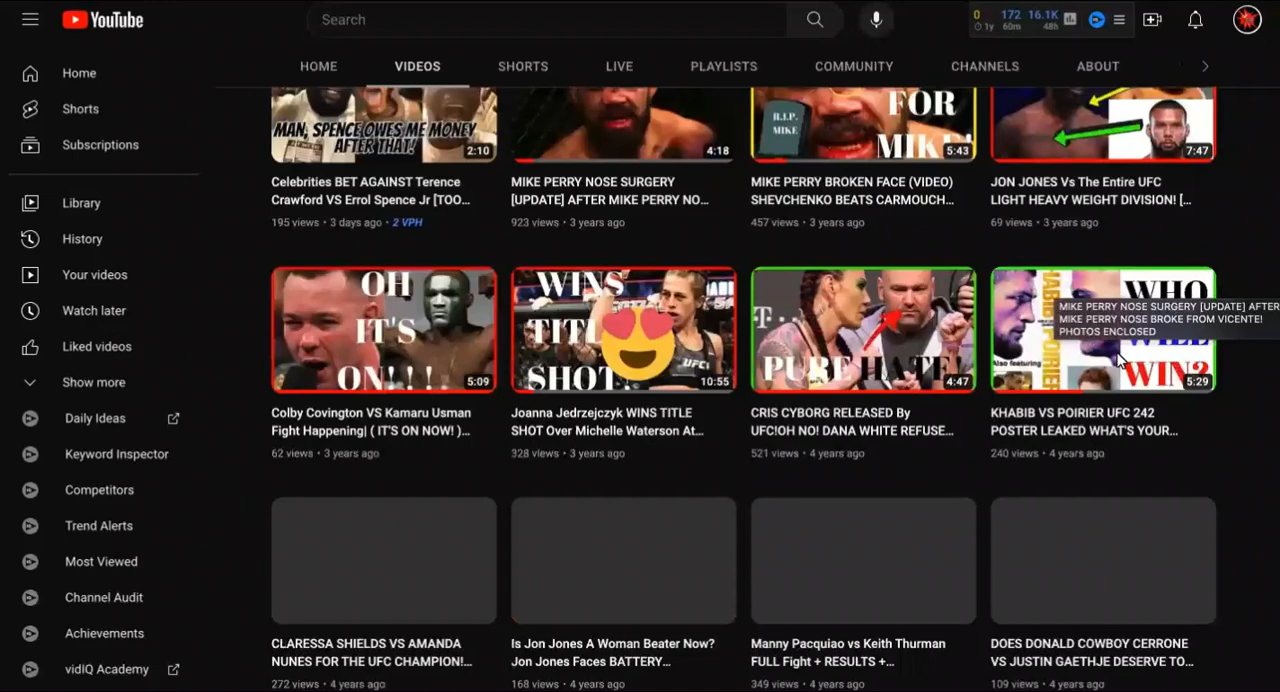 YouTube
Search
0 172 16.1K
1y 60m 48h
HOME VIDEOS SHORTS LIVE PLAYLISTS COMMUNITY CHANNELS ABOUT
Home
Shorts
Subscriptions
Library
History
Your videos
Watch later
Liked videos
Show more
Daily Ideas
Keyword Inspector
Competitors
Trend Alerts
Most Viewed
Channel Audit
Achievements
vidIQ Academy
MAN, SPENCE OWES ME MONEY
AFTER THAT!
2:10
Celebrities BET AGAINST Terence
Crawford VS Errol Spence Jr [TOO...
195 views • 3 days ago • 2 VPH
4:18
MIKE PERRY NOSE SURGERY
[UPDATE] AFTER MIKE PERRY NO...
923 views • 3 years ago
R.I.P.
MIKE
FOR
MIKE!
5:43
MIKE PERRY BROKEN FACE (VIDEO)
SHEVCHENKO BEATS CARMOUCH...
457 views • 3 years ago
7:47
JON JONES Vs The Entire UFC
LIGHT HEAVY WEIGHT DIVISION! [...
69 views • 3 years ago
OH
IT'S
ON!!!!
5:09
Colby Covington VS Kamaru Usman
Fight Happening| ( IT'S ON NOW! )...
62 views • 3 years ago
WINS
TITL
SHOT!
UFC
10:55
Joanna Jedrzejczyk WINS TITLE
SHOT Over Michelle Waterson At...
328 views • 3 years ago
T
PURE HATE!
4:47
CRIS CYBORG RELEASED By
UFC!OH NO! DANA WHITE REFUSE...
521 views • 4 years ago
WHO
WILL
WIN?
POIRIER
Also featuring
5:29
MIKE PERRY NOSE SURGERY [UPDATE] AFTER
MIKE PERRY NOSE BROKE FROM VICENTE!
PHOTOS ENCLOSED
KHABIB VS POIRIER UFC 242
POSTER LEAKED WHAT'S YOUR...
240 views • 4 years ago
CLARESSA SHIELDS VS AMANDA
NUNES FOR THE UFC CHAMPION!...
272 views • 4 years ago
Is Jon Jones A Woman Beater Now?
Jon Jones Faces BATTERY...
168 views • 4 years ago
Manny Pacquiao vs Keith Thurman
FULL Fight + RESULTS +...
349 views • 4 years ago
DOES DONALD COWBOY CERRONE
VS JUSTIN GAETHJE DESERVE TO...
109 views • 4 years ago